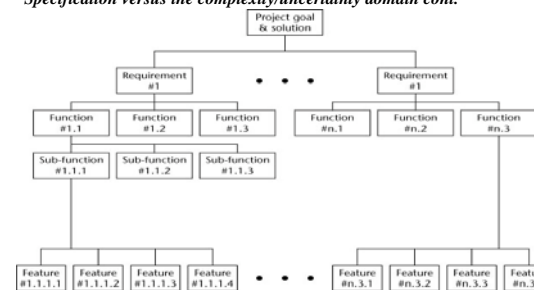 Specification versus the complexity/uncertainty domain cont.
Project goal
& solution
Requirement
#1
• • •
Requirement
#1
Function
#1.1
Function
#1.2
Function
#1.3
Function
#n.1
Function
#n.2
Function
#n.3
Sub-function
#1.1.1
Sub-function
#1.1.2
Sub-function
#1.1.3
Feature
#1.1.1.1
Feature
#1.1.1.2
Feature
#1.1.1.3
Feature
#1.1.1.4
• • •
Feature
#n.3.1
Feature
#n.3.2
Feature
#n.3.3